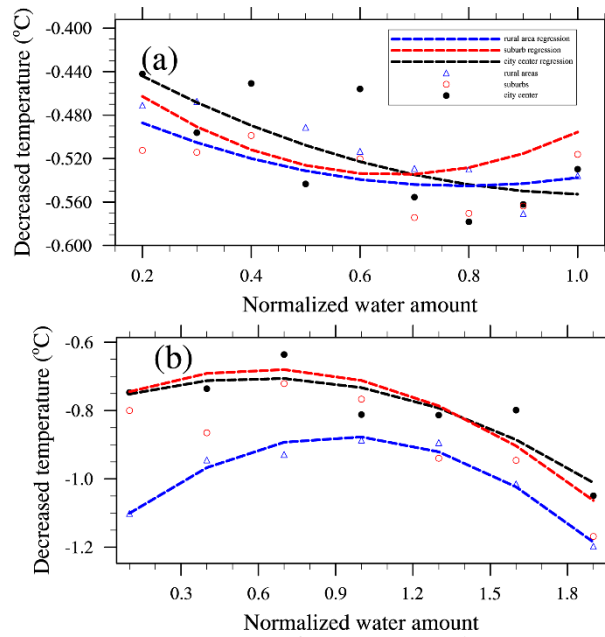 (a)
rural area regression
suburb regression
city center regression
rural areas
suburbs
city center
Decreased temperature (°C)
-0.400
-0.440
-0.480
-0.520
-0.560
-0.600
0.2 0.4 0.6 0.8 1.0
Normalized water amount
(b)
Decreased temperature (°C)
-0.6
-0.8
-1.0
-1.2
0.3 0.7 1.0 1.3 1.6 1.9
Normalized water amount